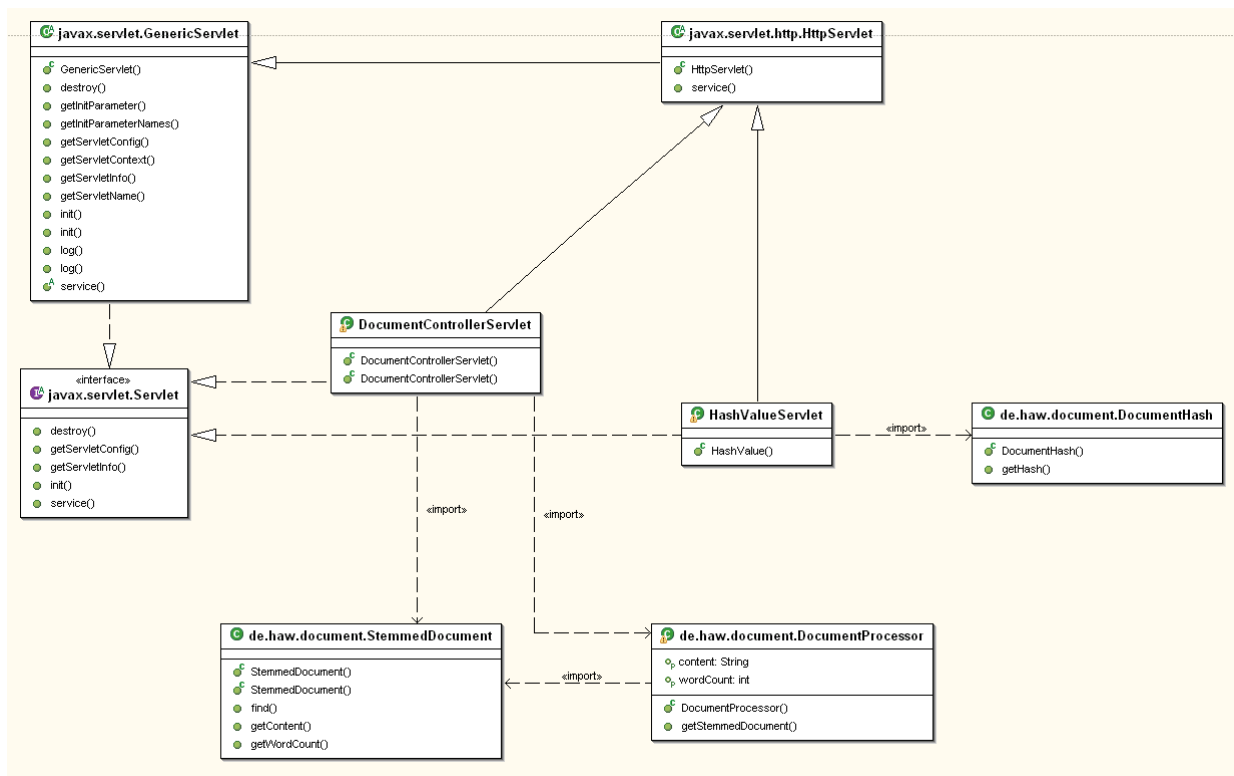 javax.servlet.GenericServlet
GenericServlet()
destroy()
getInitParameter()
getInitParameterNames()
getServletConfig()
getServletContext()
getServletInfo()
getServletName()
init()
init()
log()
log()
service()
javax.servlet.http.HttpServlet
HttpServlet()
service()
DocumentControllerServlet
DocumentControllerServlet()
DocumentControllerServlet()
«interface»
javax.servlet.Servlet
destroy()
getServletConfig()
getServletInfo()
init()
service()
HashValueServlet
HashValue()
«import»
de.haw.document.DocumentHash
DocumentHash()
getHash()
«import»
«import»
de.haw.document.StemmedDocument
StemmedDocument()
StemmedDocument()
find()
getContent()
getWordCount()
«import»
de.haw.document.DocumentProcessor
content: String
wordCount: int
DocumentProcessor()
getStemmedDocument()